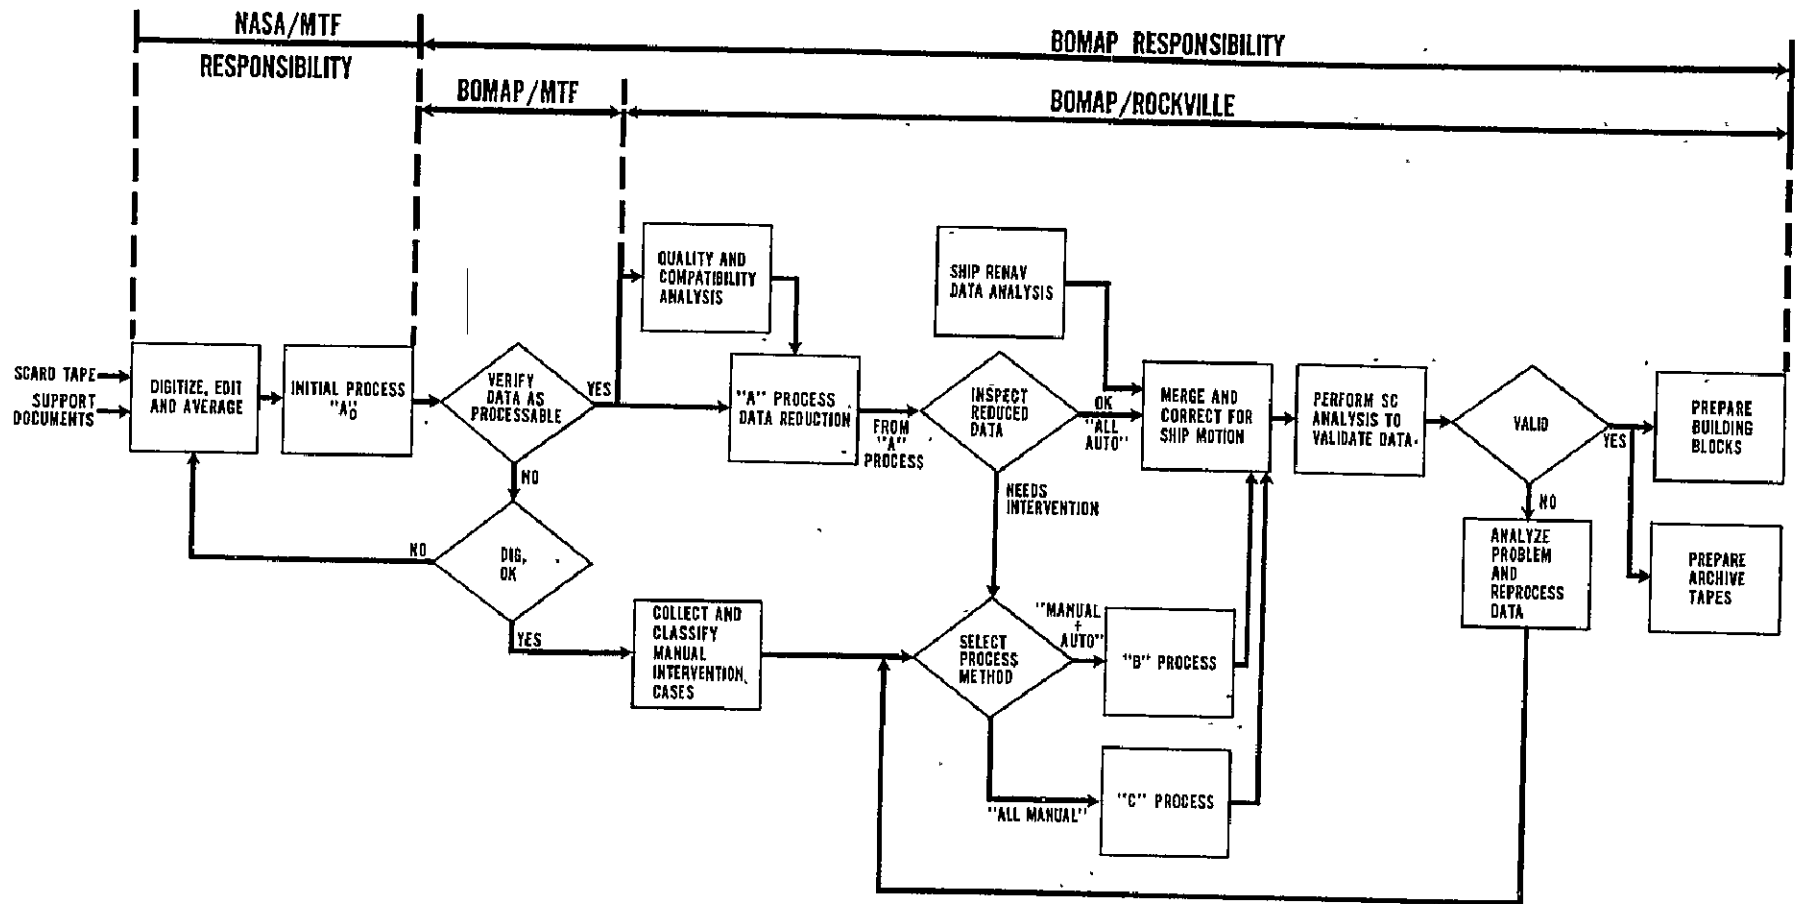 NASA/MTF
RESPONSIBILITY
BOMAP RESPONSIBILITY
BOMAP/MTF
BOMAP/ROCKVILLE
SCARD TAPE
SUPPORT
DOCUMENTS
DIGITIZE, EDIT
AND AVERAGE
INITIAL PROCESS
"A"0
VERIFY
DATA AS
PROCESSABLE
YES
NO
DIG,
OK
NO
YES
QUALITY AND
COMPATIBILITY
ANALYSIS
"A" PROCESS
DATA REDUCTION
FROM
"A"
PROCESS
COLLECT AND
CLASSIFY
MANUAL
INTERVENTION
CASES
SHIP RENAV
DATA ANALYSIS
INSPECT
REDUCED
DATA
OK
"ALL
AUTO"
NEEDS
INTERVENTION
SELECT
PROCESS
METHOD
"MANUAL
+
AUTO"
"ALL MANUAL"
"B" PROCESS
"C" PROCESS
MERGE AND
CORRECT FOR
SHIP MOTION
PERFORM SC
ANALYSIS TO
VALIDATE DATA.
VALID
YES
NO
ANALYZE
PROBLEM
AND
REPROCESS
DATA
PREPARE
BUILDING
BLOCKS
PREPARE
ARCHIVE
TAPES